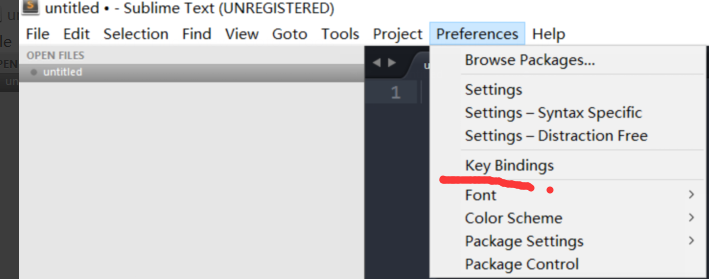 untitled • - Sublime Text (UNREGISTERED)
File Edit Selection Find View Goto Tools Project Preferences Help
OPEN FILES
untitled
1
Browse Packages...
Settings
Settings – Syntax Specific
Settings – Distraction Free
Key Bindings
Font
Color Scheme
Package Settings
Package Control